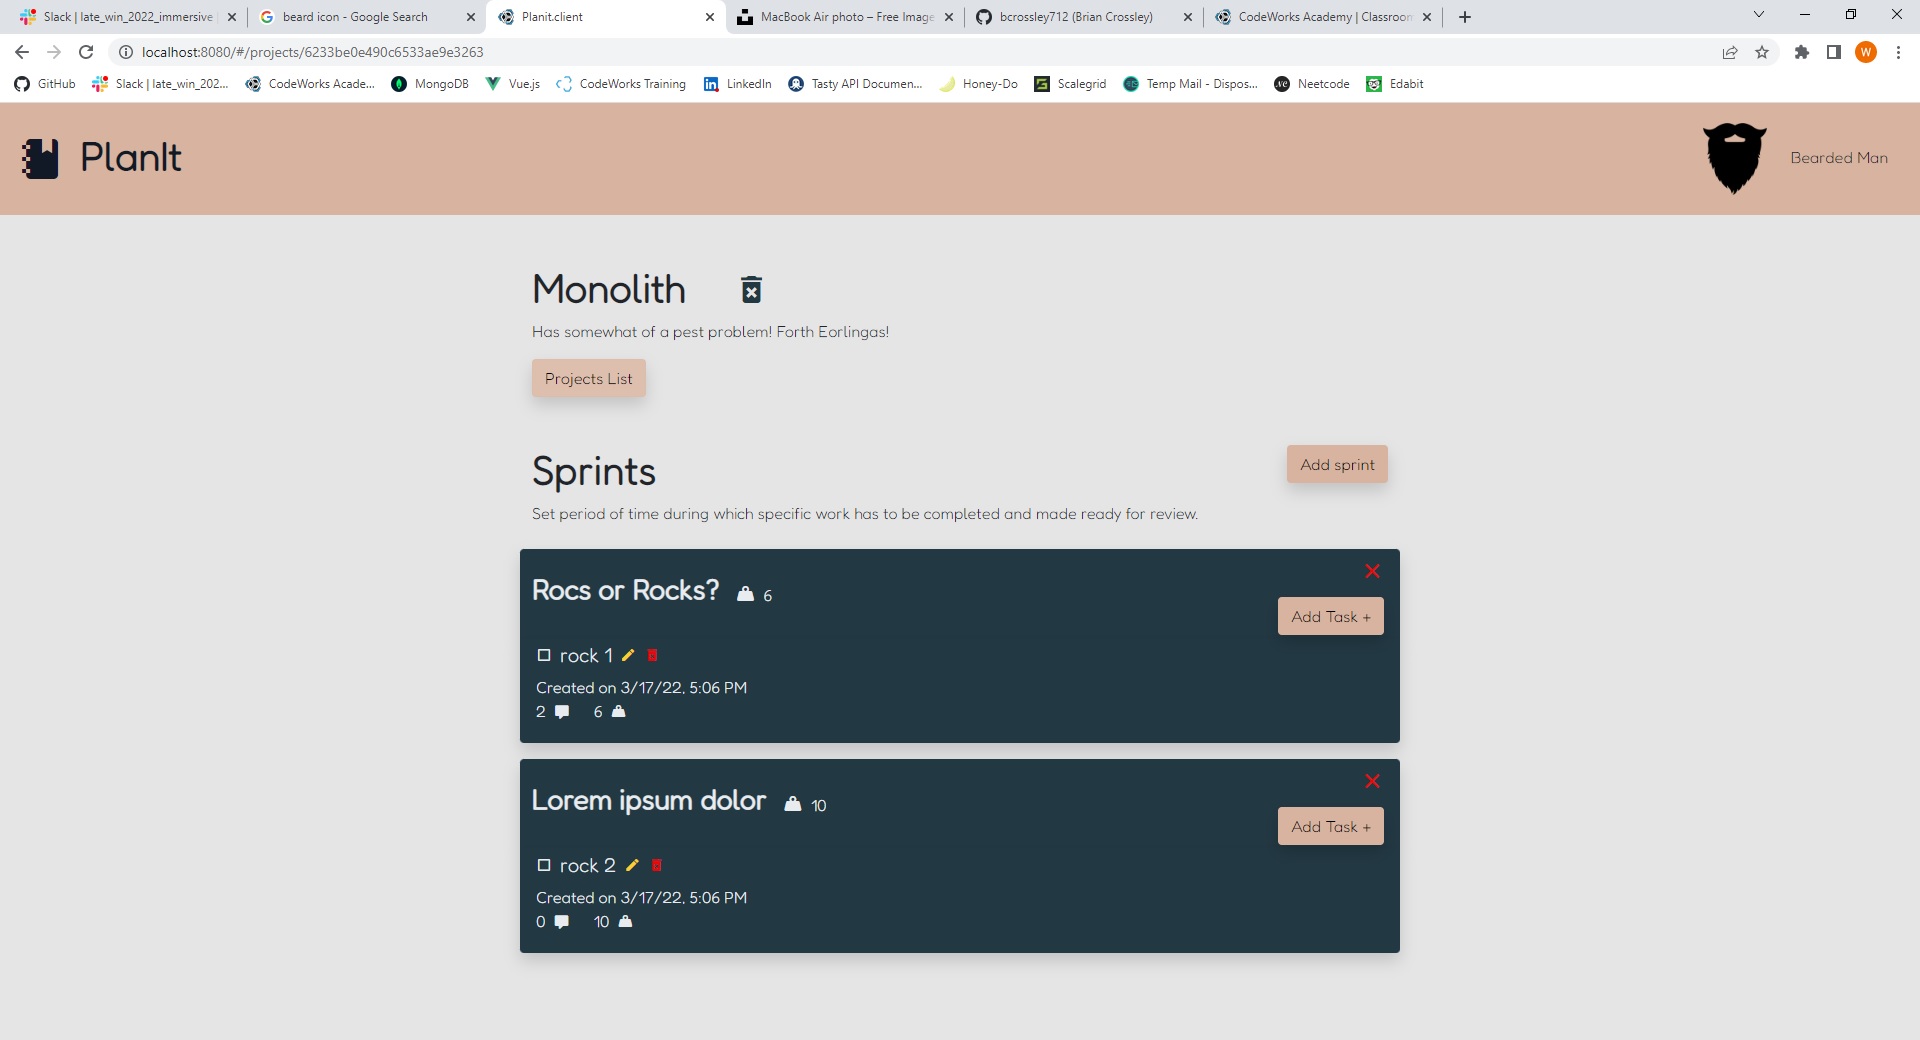 Slack | late_win_2022_immersive
beard icon - Google Search
Planit.client
MacBook Air photo – Free Image
bcrossley712 (Brian Crossley)
CodeWorks Academy | Classroom
localhost:8080/#/projects/6233be0e490c6533ae9e3263
W
GitHub
Slack | late_win_202...
CodeWorks Acade...
MongoDB
Vue.js
CodeWorks Training
LinkedIn
Tasty API Documen...
Honey-Do
Scalegrid
Temp Mail - Dispos...
Neetcode
Edabit
PlanIt
Bearded Man
Monolith
Has somewhat of a pest problem! Forth Eorlingas!
Projects List
Sprints
Add sprint
Set period of time during which specific work has to be completed and made ready for review.
Rocs or Rocks? 6
Add Task +
rock 1
Created on 3/17/22, 5:06 PM
2 6
Lorem ipsum dolor 10
Add Task +
rock 2
Created on 3/17/22, 5:06 PM
0 10